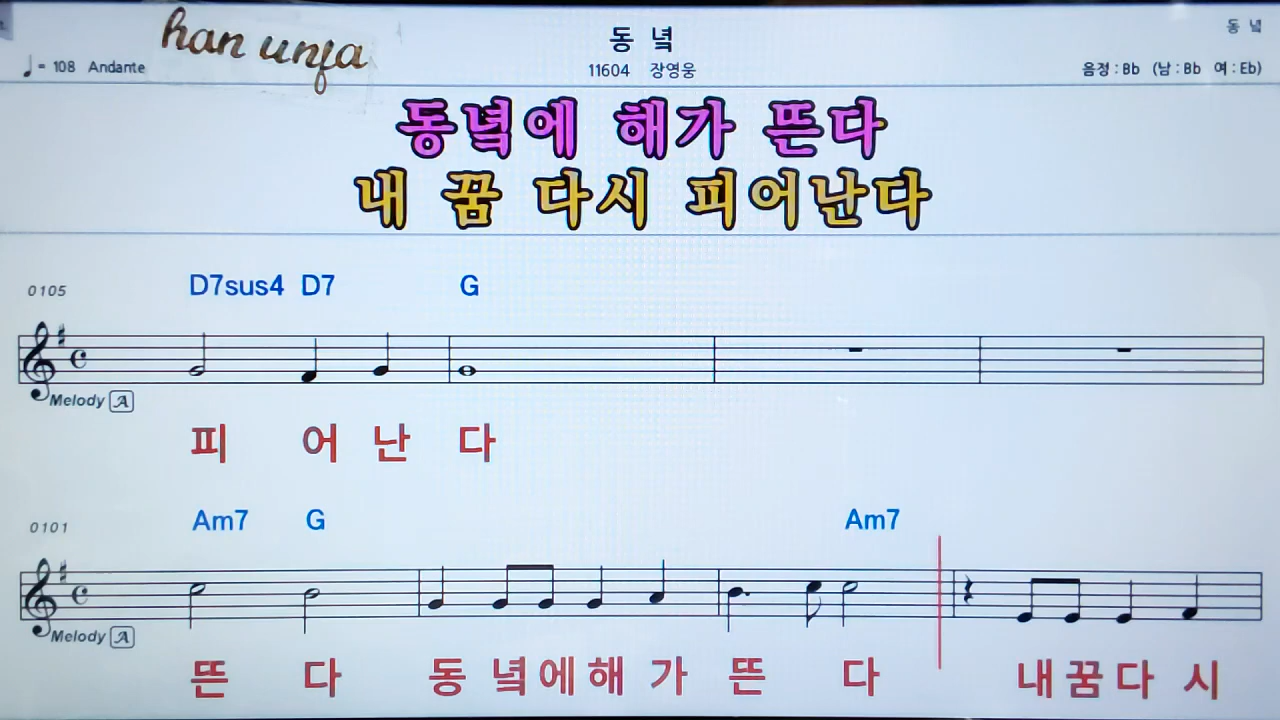 han unfa
동 녘
동 녘
♩= 108 Andante
11604 장영웅
음정 : Bb (남 : Bb 여 : Eb)
동녘에 해가 뜬다
내 꿈 다시 피어난다
0105
D7sus4 D7 G
Melody A
피 어 난 다
0101
Am7 G Am7
Melody A
뜬 다 동 녘 에 해 가 뜬 다 내 꿈 다 시